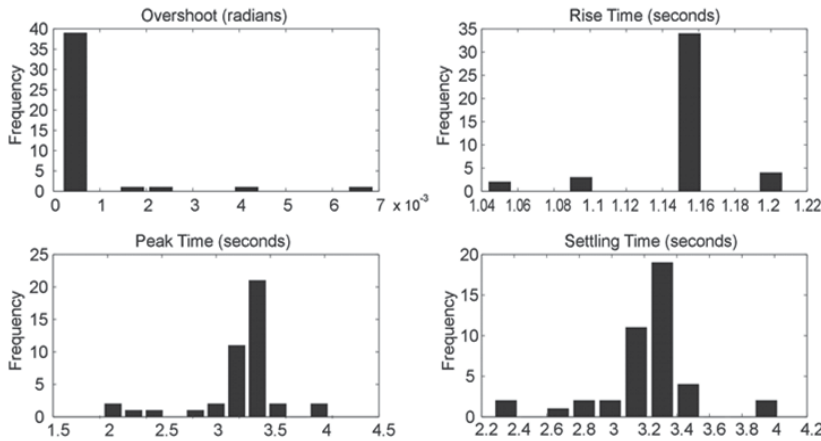 Overshoot (radians)
Frequency
40
35
30
25
20
15
10
5
0
0 1 2 3 4 5 6 7 x 10-3
Rise Time (seconds)
Frequency
35
30
25
20
15
10
5
0
1.04 1.06 1.08 1.1 1.12 1.14 1.16 1.18 1.2 1.22
Peak Time (seconds)
Frequency
25
20
15
10
5
0
1.5 2 2.5 3 3.5 4 4.5
Settling Time (seconds)
Frequency
20
15
10
5
0
2.2 2.4 2.6 2.8 3 3.2 3.4 3.6 3.8 4 4.2